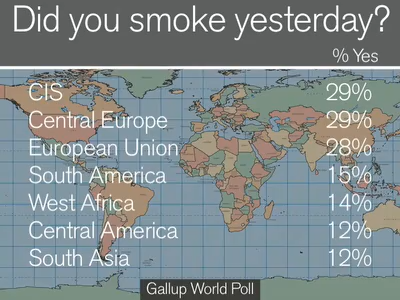 Did you smoke yesterday?
% Yes
CIS 29%
Central Europe 29%
European Union 28%
South America 15%
West Africa 14%
Central America 12%
South Asia 12%
Gallup World Poll